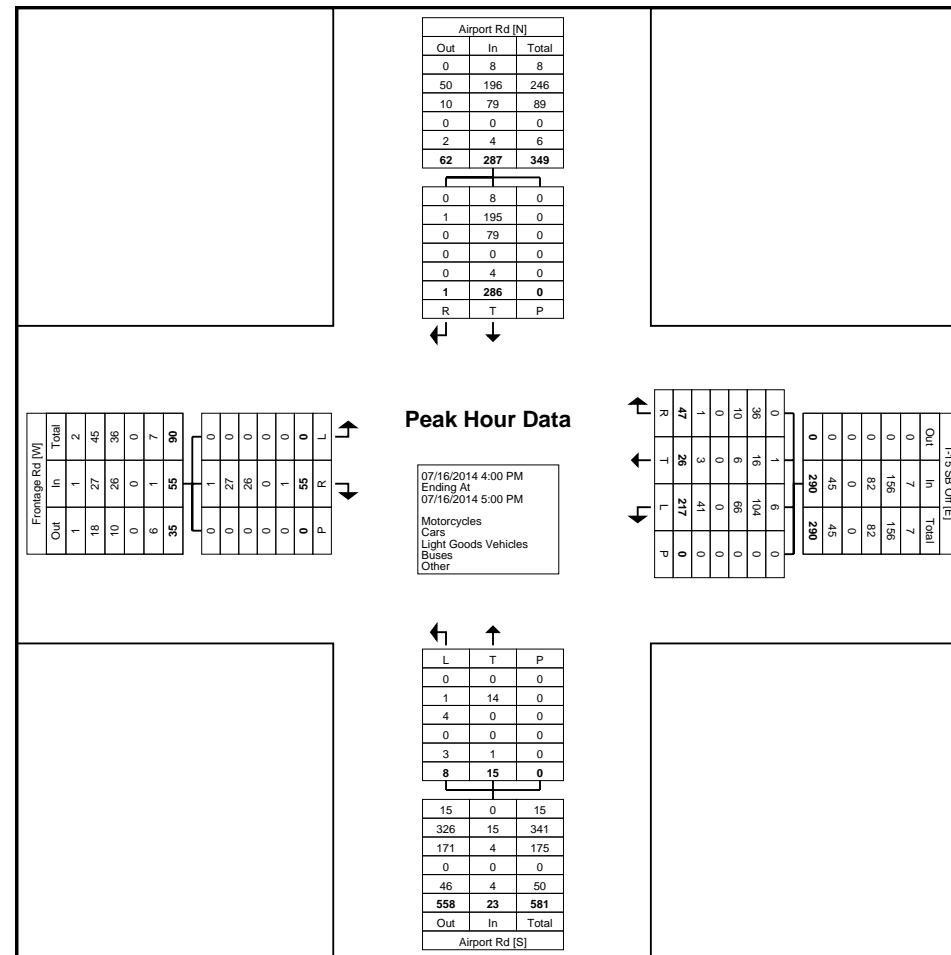 Airport Rd [N]
Out In Total
0 8 8
50 196 246
10 79 89
0 0 0
2 4 6
62 287 349
0 8 0
1 195 0
0 79 0
0 0 0
0 4 0
1 286 0
R T P
Frontage Rd [W]
Out In Total
1 1 2
18 27 45
10 26 36
0 0 0
6 1 7
35 55 90
0 1 0
0 27 0
0 26 0
0 0 0
0 1 0
0 55 0
P R L
Peak Hour Data
07/16/2014 4:00 PM
Ending At
07/16/2014 5:00 PM
Motorcycles
Cars
Light Goods Vehicles
Buses
Other
I-15 SB Off [E]
Out In Total
0 7 7
0 156 156
0 82 82
0 0 0
0 45 45
0 290 290
0 1 6 0
36 16 104 0
10 6 66 0
0 0 0 0
1 3 41 0
47 26 217 0
R T L P
L T P
0 0 0
1 14 0
4 0 0
0 0 0
3 1 0
8 15 0
15 0 15
326 15 341
171 4 175
0 0 0
46 4 50
558 23 581
Out In Total
Airport Rd [S]